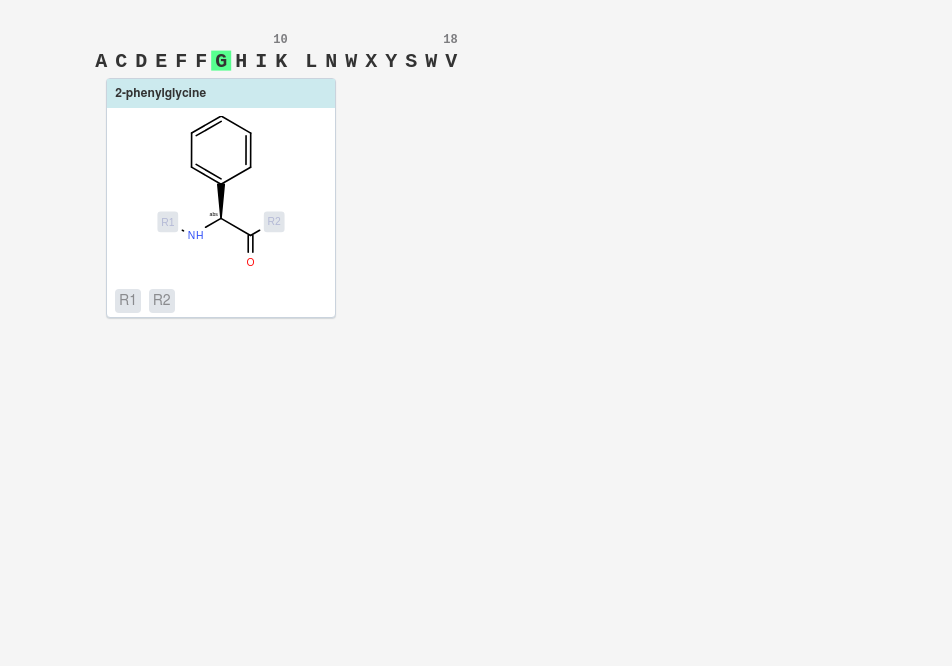 10 18
A C D E F F G H I K L N W X Y S W V
2-phenylglycine
abs
R1 R2
NH
O
R1 R2